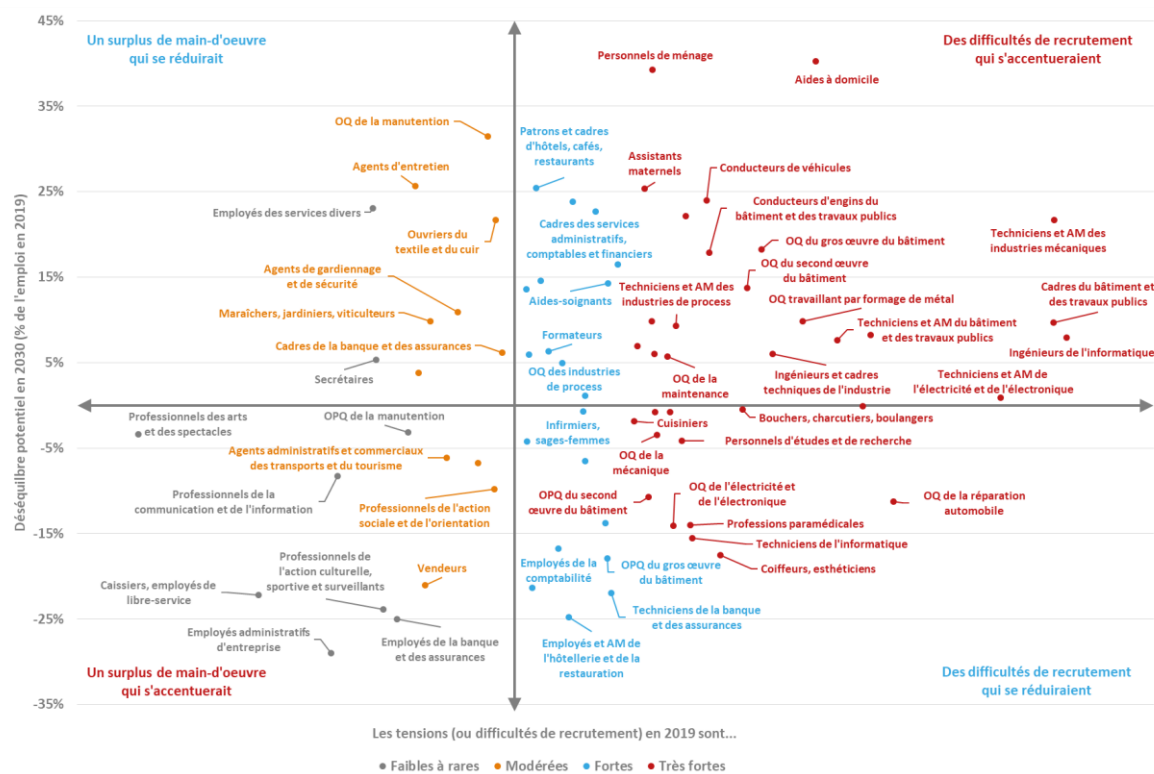 45%
35%
25%
15%
5%
-5%
-15%
-25%
-35%
Déséquilbre potentiel en 2030 (% de l'emploi en 2019)
Un surplus de main-d'oeuvre
qui se réduirait
Des difficultés de recrutement
qui s'accentueraient
Personnels de ménage
Aides à domicile
OQ de la manutention
Patrons et cadres
d'hôtels, cafés,
restaurants
Agents d'entretien
Assistants
maternels
Conducteurs de véhicules
Employés des services divers
Conducteurs d'engins du
bâtiment et des travaux publics
Ouvriers du
textile et du cuir
Cadres des services
administratifs,
comptables et financiers
OQ du gros œuvre du bâtiment
Techniciens et AM des
industries mécaniques
Agents de gardiennage
et de sécurité
OQ du second œuvre
du bâtiment
Aides-soignants
Techniciens et AM des
industries de process
Cadres du bâtiment et
des travaux publics
OQ travaillant par formage de métal
Maraîchers, jardiniers, viticulteurs
Techniciens et AM du bâtiment
et des travaux publics
Formateurs
Cadres de la banque et des assurances
Ingénieurs de l'informatique
Secrétaires
OQ des industries
de process
OQ de la
maintenance
Ingénieurs et cadres
techniques de l'industrie
Techniciens et AM de
l'électricité et de l'électronique
Professionnels des arts
et des spectacles
OPQ de la manutention
Infirmiers,
sages-femmes
Cuisiniers
Bouchers, charcutiers, boulangers
Personnels d'études et de recherche
Agents administratifs et commerciaux
des transports et du tourisme
OQ de la
mécanique
Professionnels de la
communication et de l'information
Professionnels de l'action
sociale et de l'orientation
OPQ du second
œuvre du bâtiment
OQ de l'électricité et
de l'électronique
OQ de la réparation
automobile
Professions paramédicales
Techniciens de l'informatique
Professionnels de
l'action culturelle,
sportive et surveillants
Vendeurs
Employés de la
comptabilité
OPQ du gros œuvre
du bâtiment
Coiffeurs, esthéticiens
Caissiers, employés de
libre-service
Techniciens de la banque
et des assurances
Employés administratifs
d'entreprise
Employés de la banque
et des assurances
Employés et AM de
l'hôtellerie et de la
restauration
Un surplus de main-d'oeuvre
qui s'accentuerait
Des difficultés de recrutement
qui se réduiraient
Les tensions (ou difficultés de recrutement) en 2019 sont...
Faibles à rares Modérées Fortes Très fortes